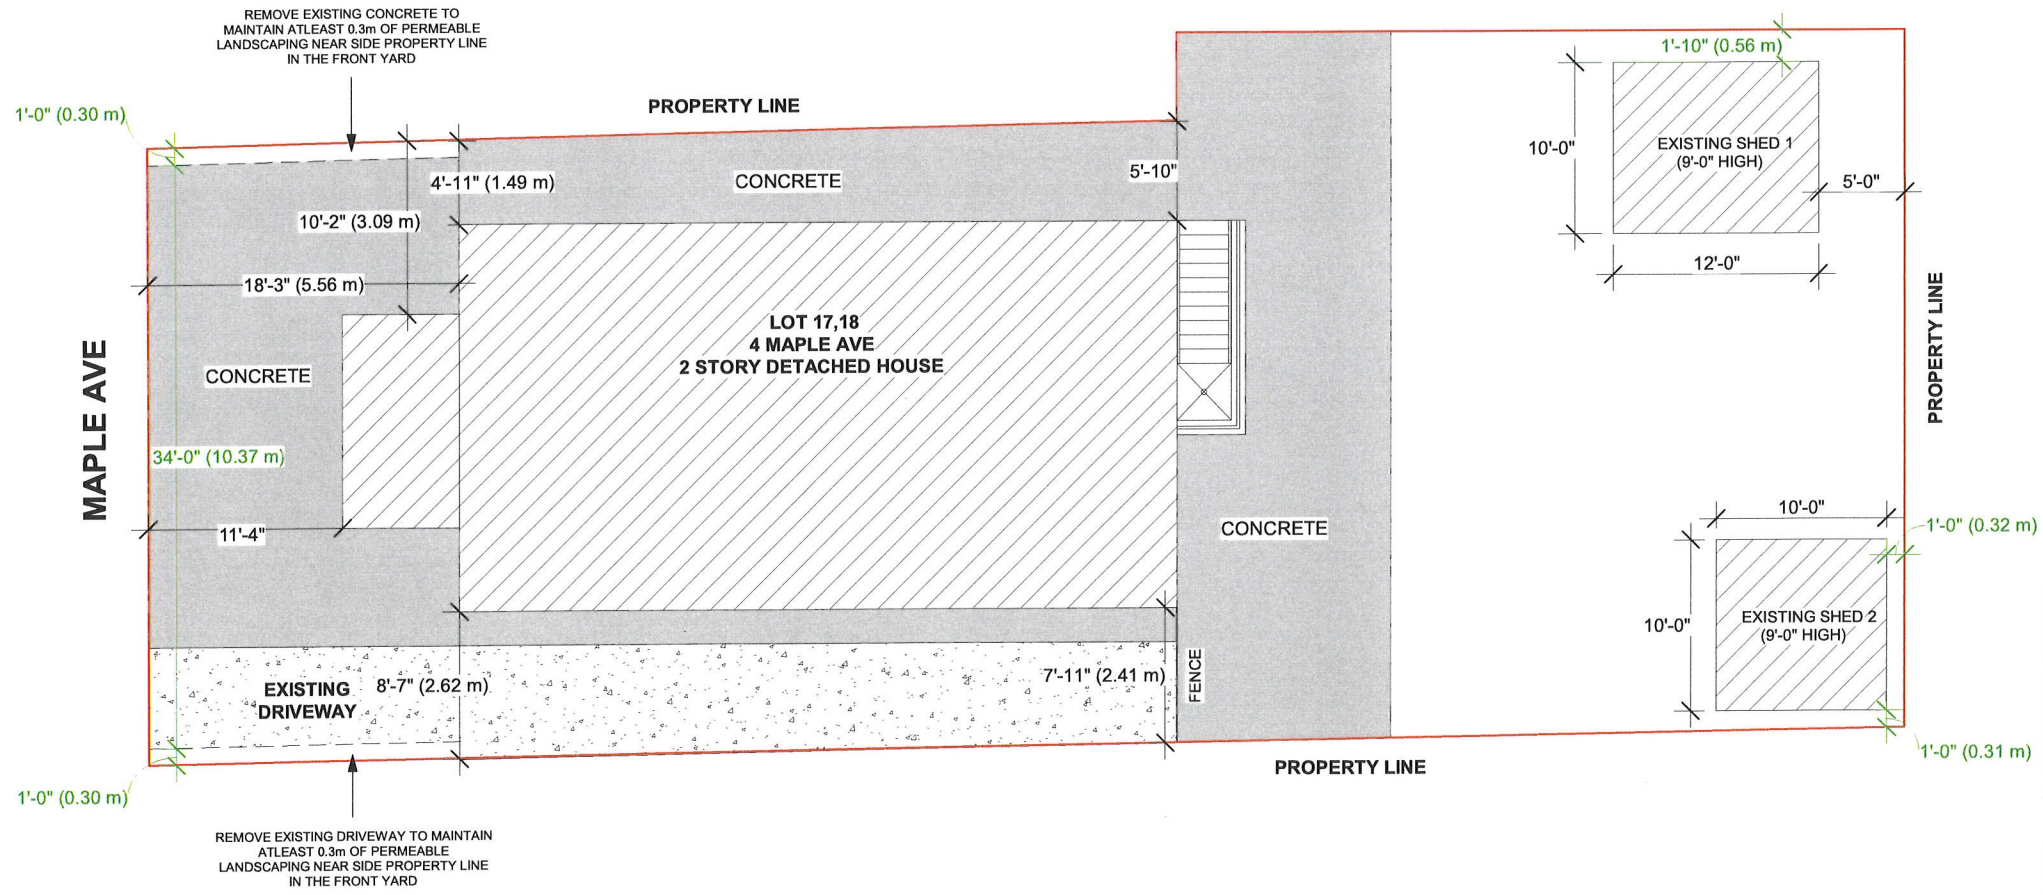 REMOVE EXISTING CONCRETE TO
MAINTAIN ATLEAST 0.3m OF PERMEABLE
LANDSCAPING NEAR SIDE PROPERTY LINE
IN THE FRONT YARD
1'-0" (0.30 m)
PROPERTY LINE
1'-10" (0.56 m)
10'-0"
EXISTING SHED 1
(9'-0" HIGH)
5'-0"
12'-0"
4'-11" (1.49 m)
CONCRETE
5'-10"
10'-2" (3.09 m)
18'-3" (5.56 m)
LOT 17,18
4 MAPLE AVE
2 STORY DETACHED HOUSE
PROPERTY LINE
MAPLE AVE
CONCRETE
34'-0" (10.37 m)
11'-4"
CONCRETE
10'-0"
1'-0" (0.32 m)
10'-0"
EXISTING SHED 2
(9'-0" HIGH)
EXISTING
DRIVEWAY
8'-7" (2.62 m)
7'-11" (2.41 m)
FENCE
1'-0" (0.31 m)
PROPERTY LINE
1'-0" (0.30 m)
REMOVE EXISTING DRIVEWAY TO MAINTAIN
ATLEAST 0.3m OF PERMEABLE
LANDSCAPING NEAR SIDE PROPERTY LINE
IN THE FRONT YARD